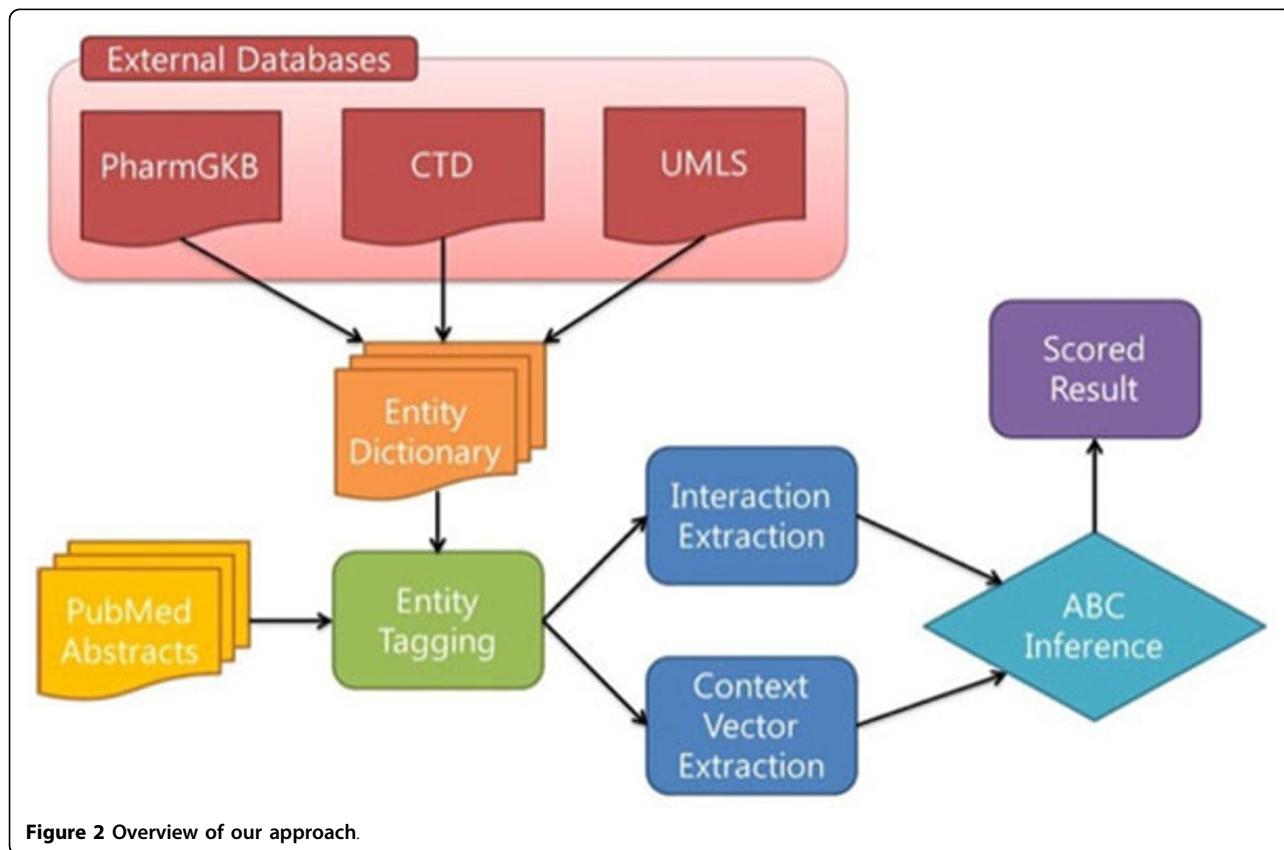 External Databases
PharmGKB
CTD
UMLS
Entity
Dictionary
PubMed
Abstracts
Entity
Tagging
Interaction
Extraction
Context
Vector
Extraction
ABC
Inference
Scored
Result
Figure 2 Overview of our approach.